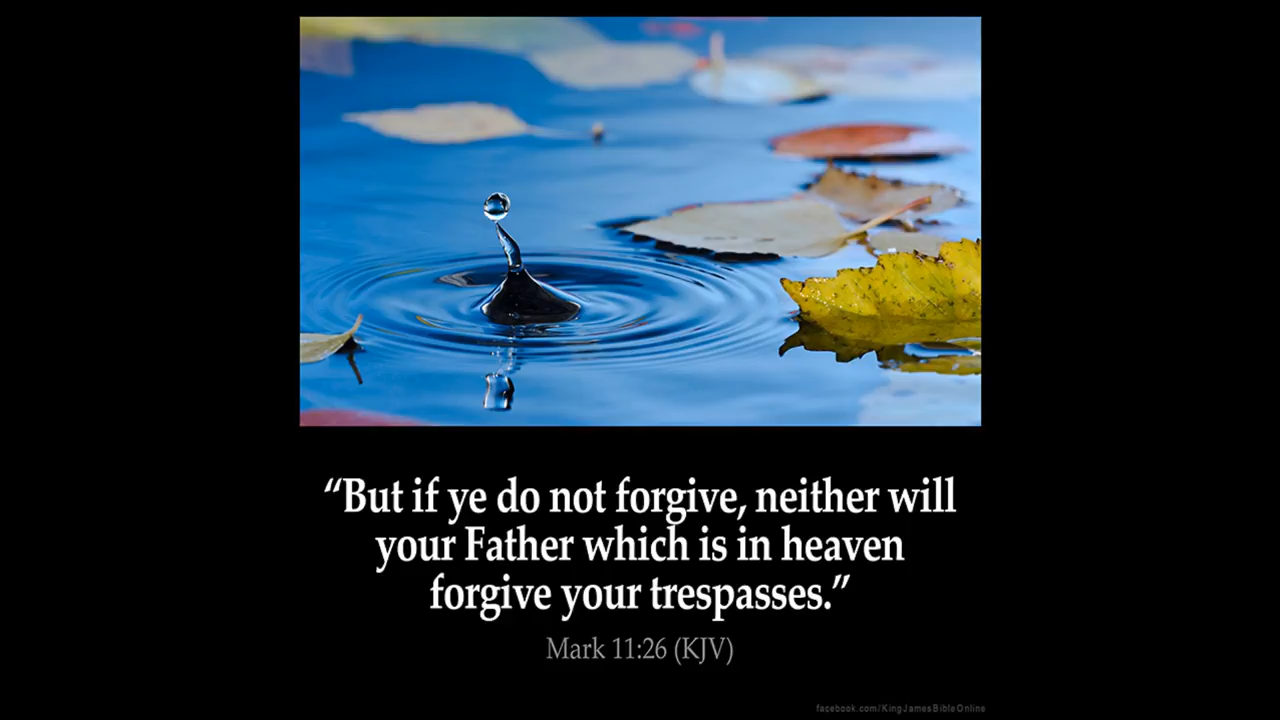 “But if ye do not forgive, neither will
your Father which is in heaven
forgive your trespasses.”
Mark 11:26 (KJV)
facebook.com/KingJamesBibleOnline